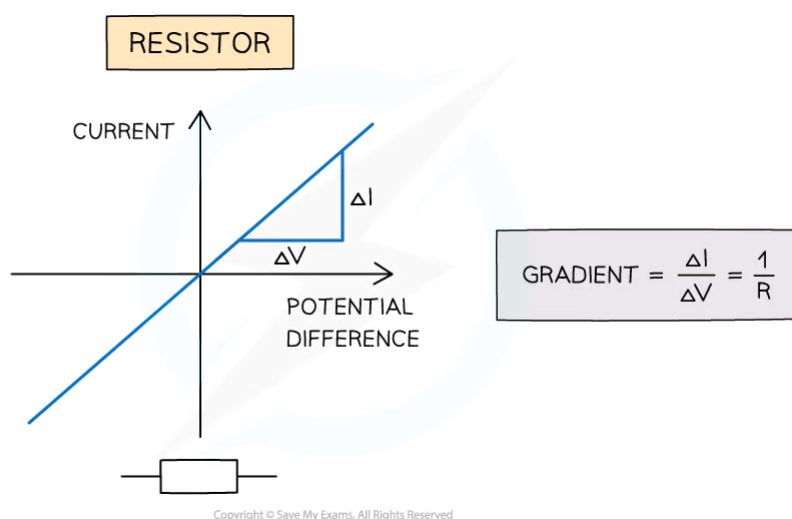 RESISTOR
CURRENT
ΔI
ΔV
POTENTIAL
DIFFERENCE
GRADIENT = ΔI/ΔV = 1/R
Copyright © Save My Exams. All Rights Reserved